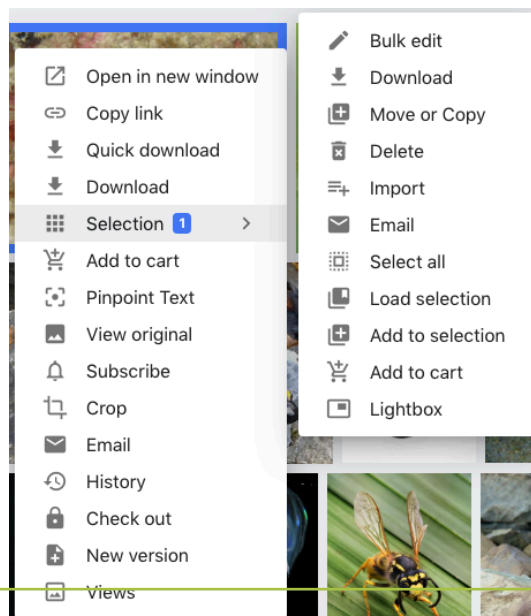 Open in new window
Copy link
Quick download
Download
Selection 1
Add to cart
Pinpoint Text
View original
Subscribe
Crop
Email
History
Check out
New version
Views
Bulk edit
Download
Move or Copy
Delete
Import
Email
Select all
Load selection
Add to selection
Add to cart
Lightbox